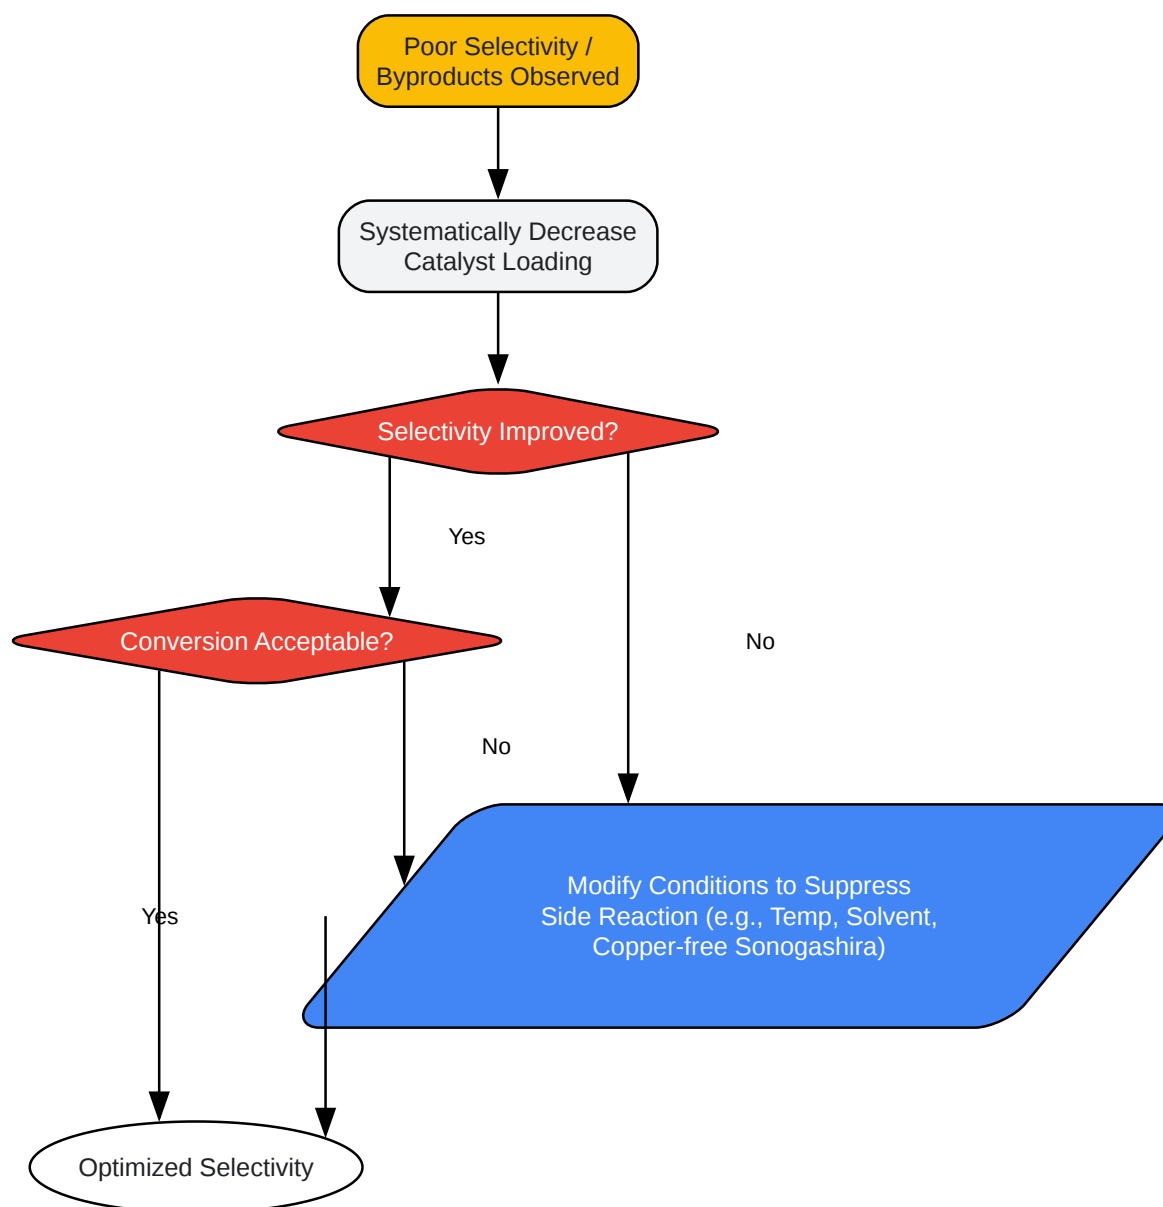 Poor Selectivity /
Byproducts Observed
Systematically Decrease
Catalyst Loading
Selectivity Improved?
Yes
Conversion Acceptable?
No
No
Modify Conditions to Suppress
Side Reaction (e.g., Temp, Solvent,
Copper-free Sonogashira)
Yes
Optimized Selectivity